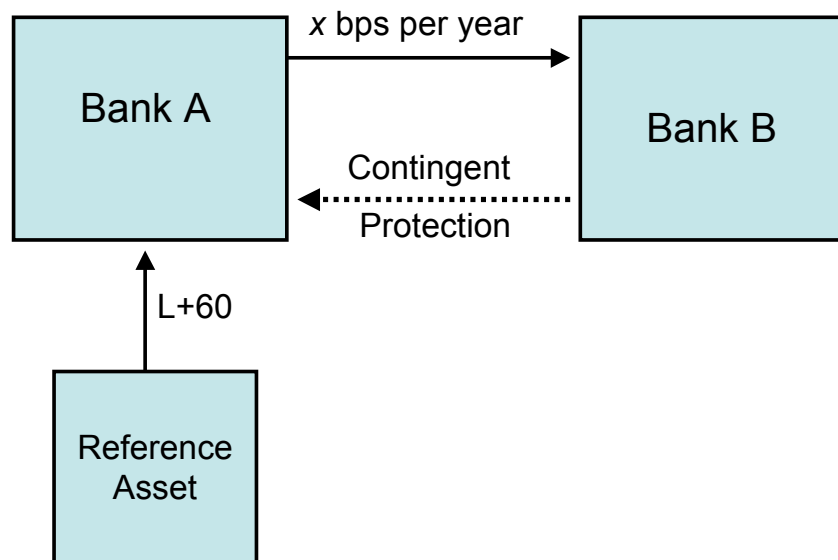 x bps per year
Bank A
Bank B
Contingent
Protection
L+60
Reference
Asset